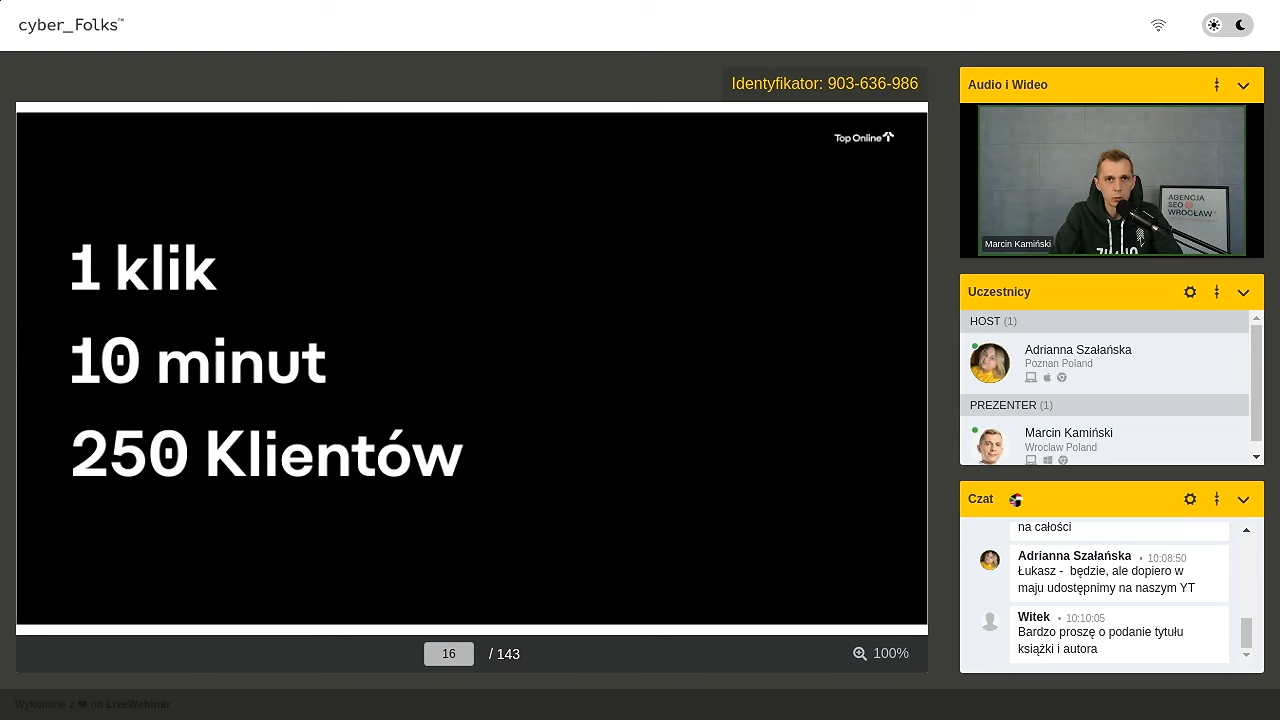 cyber_Folks™
Identyfikator: 903-636-986
Top Online
1 klik
10 minut
250 Klientów
16 / 143
100%
Wykonane z ❤ od LiveWebinar
Audio i Wideo
AGENCJA
SEO
WROCŁAW
Marcin Kamiński
Uczestnicy
HOST (1)
Adrianna Szałańska
Poznan Poland
PREZENTER (1)
Marcin Kamiński
Wroclaw Poland
Czat
na całości
Adrianna Szałańska • 10:08:50
Łukasz - będzie, ale dopiero w
maju udostępnimy na naszym YT
Witek • 10:10:05
Bardzo proszę o podanie tytułu
książki i autora